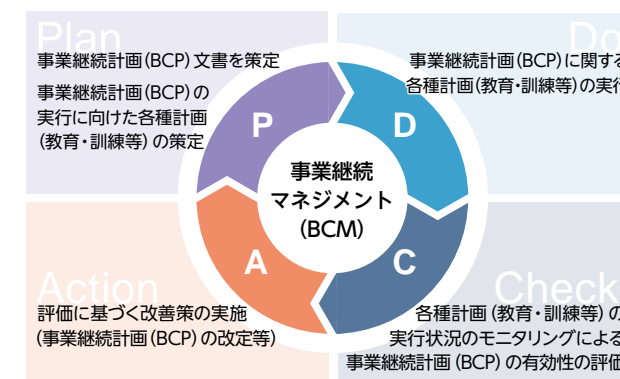 Plan
事業継続計画(BCP)文書を策定
事業継続計画(BCP)の
実行に向けた各種計画
(教育・訓練等)の策定
Do
事業継続計画(BCP)に関する
各種計画(教育・訓練等)の実行
P
D
事業継続
マネジメント
(BCM)
A
C
Action
評価に基づく改善策の実施
(事業継続計画(BCP)の改定等)
Check
各種計画(教育・訓練等)の
実行状況のモニタリングによる
事業継続計画(BCP)の有効性の評価